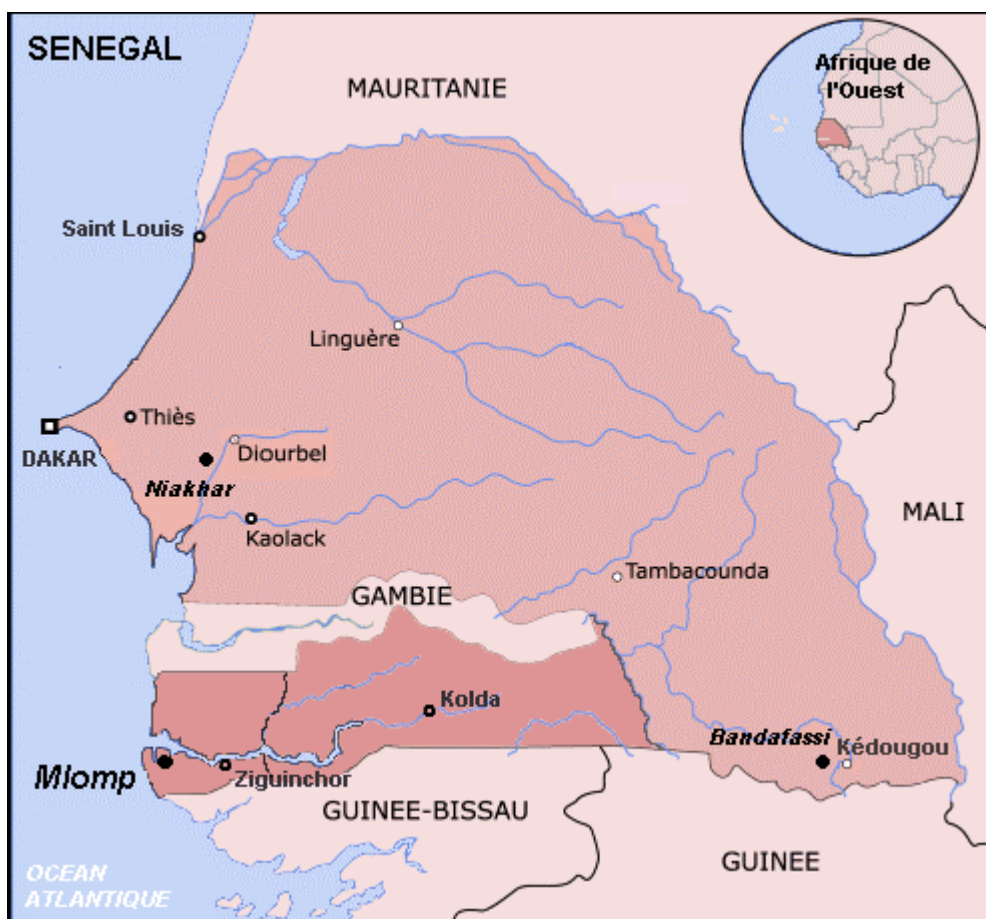 SENEGAL
Afrique de
l'Ouest
MAURITANIE
Saint Louis
Linguère
Thiès
DAKAR
Diourbel
Niakhar
MALI
Kaolack
Tambacounda
GAMBIE
Kolda
Bandafassi
Kédougou
Mlomp
Ziguinchor
GUINEE-BISSAU
GUINEE
OCEAN
ATLANTIQUE